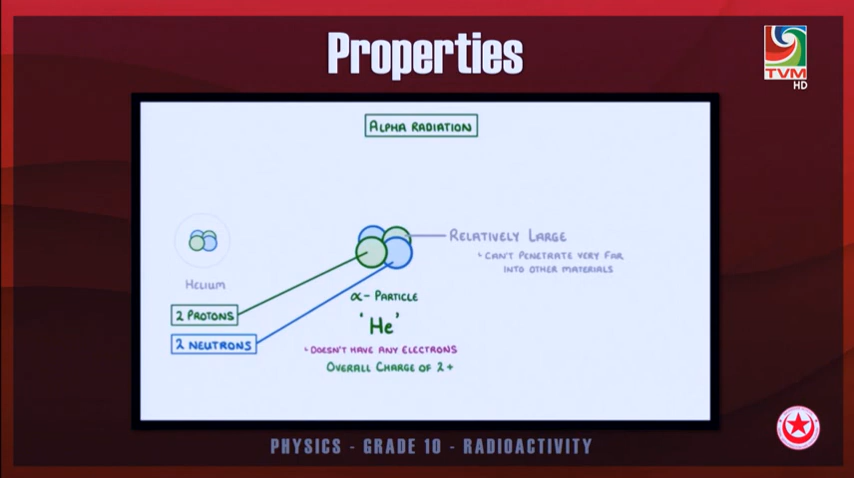 Properties
TVM
HD
ALPHA RADIATION
RELATIVELY LARGE
CAN'T PENETRATE VERY FAR
INTO OTHER MATERIALS
HELIUM
2 PROTONS
2 NEUTRONS
α- PARTICLE
'He'
DOESN'T HAVE ANY ELECTRONS
OVERALL CHARGE OF 2+
PHYSICS - GRADE 10 - RADIOACTIVITY